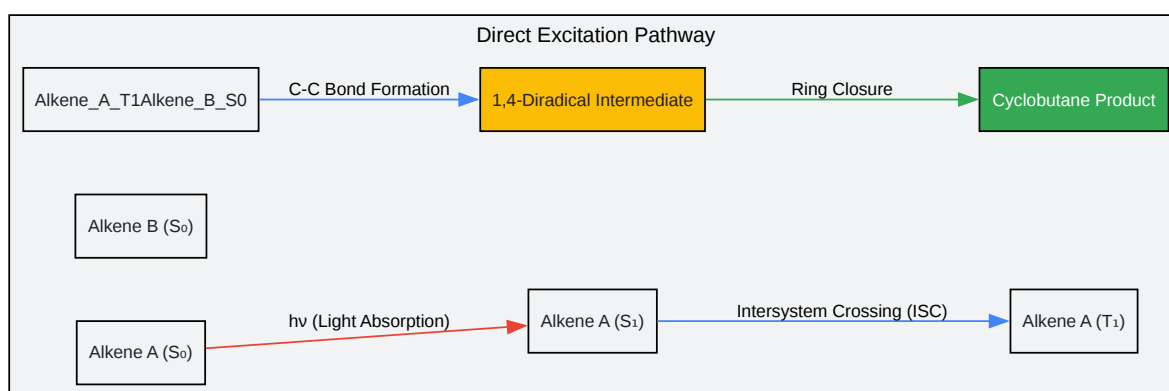 Direct Excitation Pathway
Alkene_A_T1Alkene_B_S0
C-C Bond Formation
1,4-Diradical Intermediate
Ring Closure
Cyclobutane Product
Alkene B (S₀)
Alkene A (S₀)
hν (Light Absorption)
Alkene A (S₁)
Intersystem Crossing (ISC)
Alkene A (T₁)